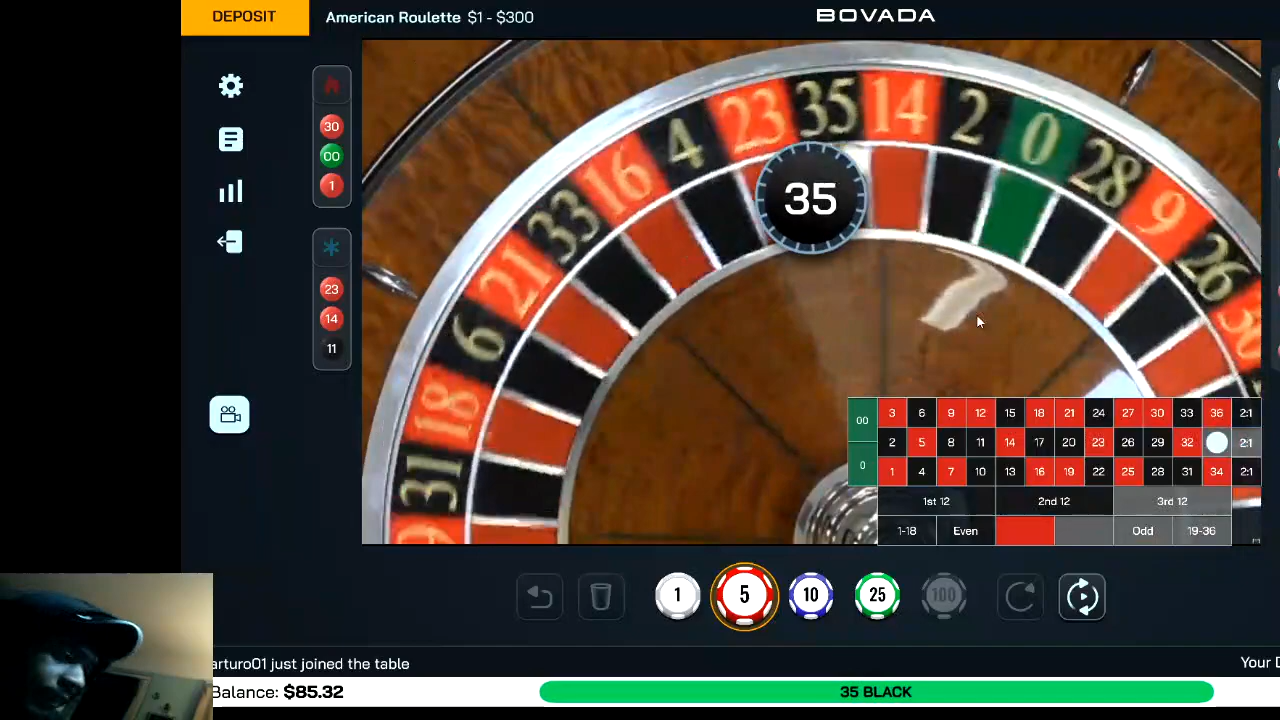 DEPOSIT
American Roulette $1 - $300
BOVADA
30
00
1
23
14
11
31 18 6 21 33 16 4 23 35 14 2 0 28 9 26 30
35
00 3 6 9 12 15 18 21 24 27 30 33 36 2:1
2 5 8 11 14 17 20 23 26 29 32 2:1
0 1 4 7 10 13 16 19 22 25 28 31 34 2:1
1st 12 2nd 12 3rd 12
1-18 Even Odd 19-36
1 5 10 25 100
arturo01 just joined the table
Your
Balance: $85.32
35 BLACK